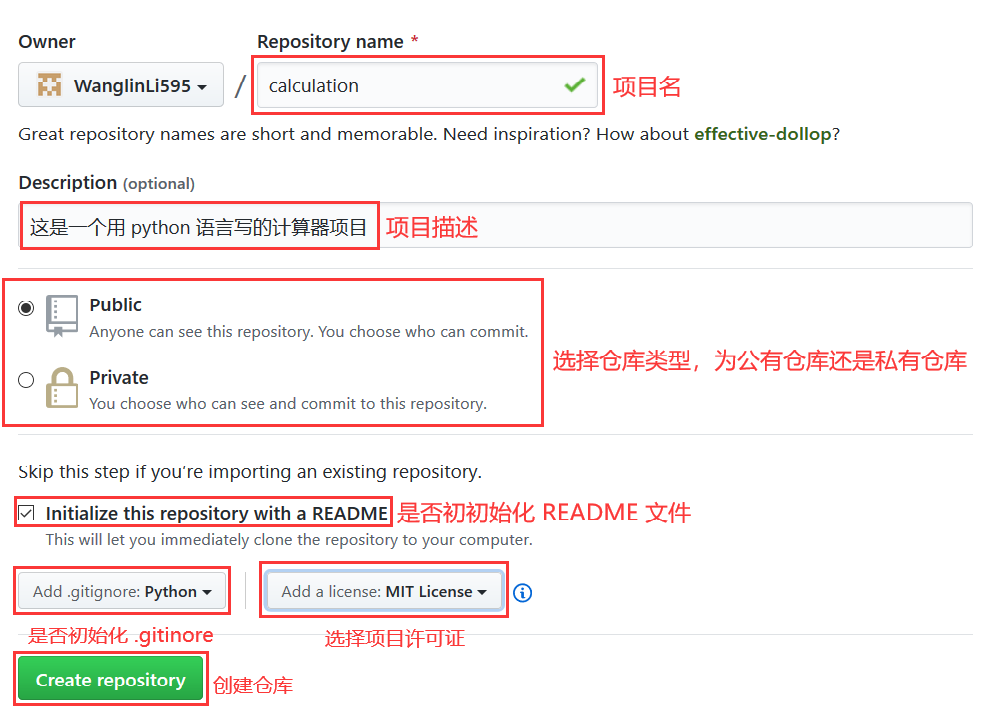 Owner
Repository name *
WanglinLi595 / calculation 项目名
Great repository names are short and memorable. Need inspiration? How about effective-dollop?
Description (optional)
这是一个用 python 语言写的计算器项目 项目描述
Public
Anyone can see this repository. You choose who can commit.
选择仓库类型，为公有仓库还是私有仓库
Private
You choose who can see and commit to this repository.
Skip this step if you’re importing an existing repository.
Initialize this repository with a README 是否初初始化 README 文件
This will let you immediately clone the repository to your computer.
Add .gitignore: Python
Add a license: MIT License
是否初始化 .gitinore
选择项目许可证
Create repository 创建仓库